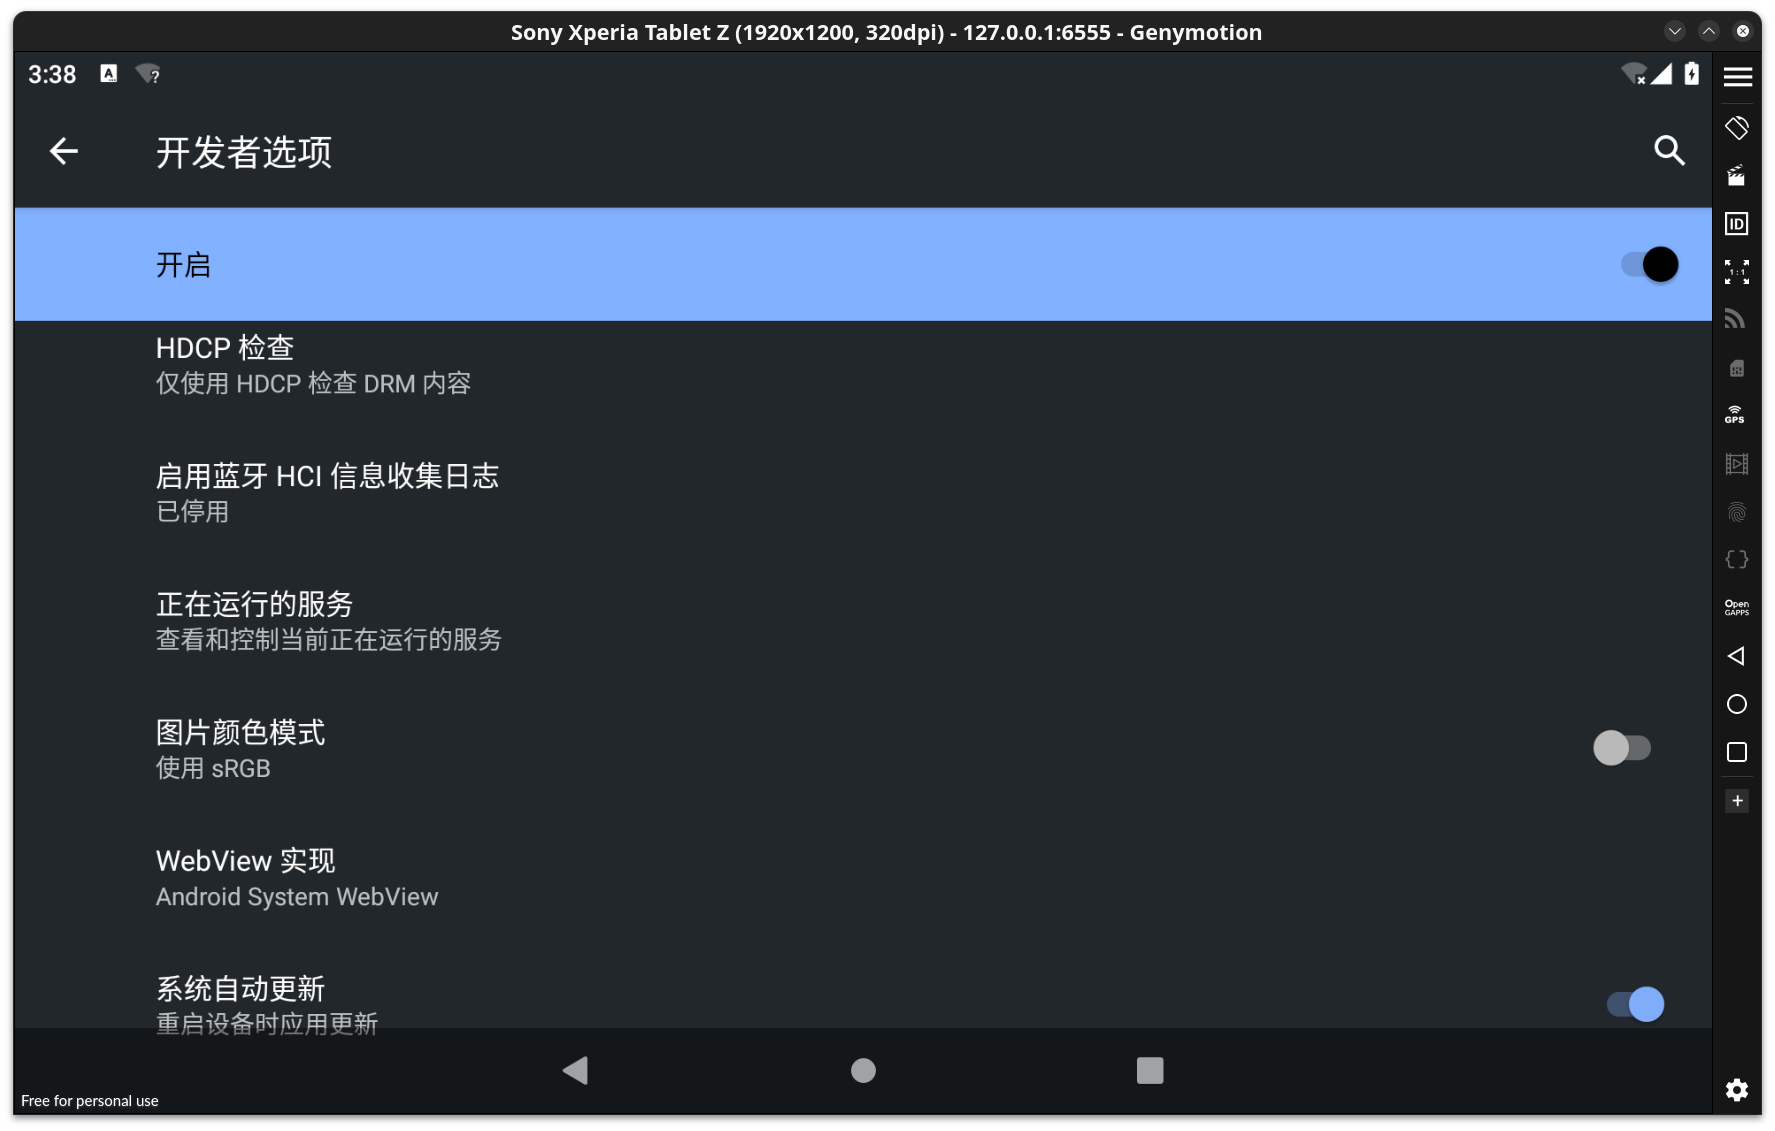 Sony Xperia Tablet Z (1920x1200, 320dpi) - 127.0.0.1:6555 - Genymotion
3:38
A
?
开发者选项
开启
HDCP 检查
仅使用 HDCP 检查 DRM 内容
启用蓝牙 HCI 信息收集日志
已停用
正在运行的服务
查看和控制当前正在运行的服务
图片颜色模式
使用 sRGB
WebView 实现
Android System WebView
系统自动更新
重启设备时应用更新
Free for personal use
ID
1:1
GPS
{ }
Open
GAPPS
+